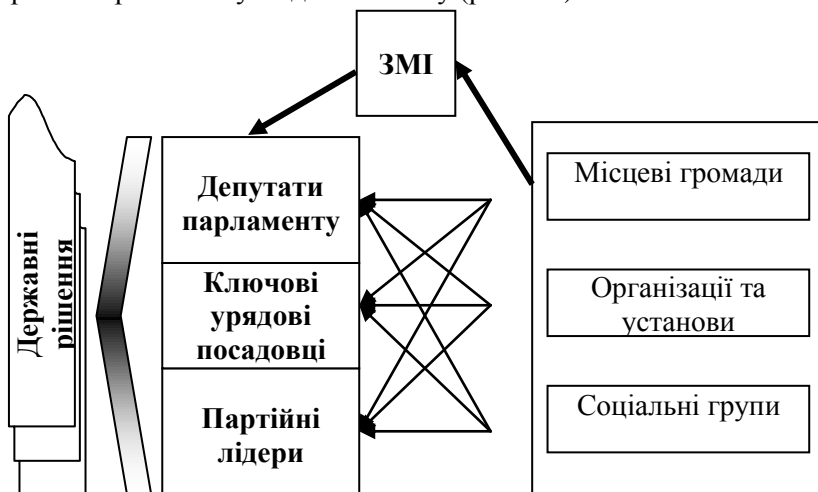 ЗМІ
Державні
рішення
Депутати
парламенту
Ключові
урядові
посадовці
Партійні
лідери
Місцеві громади
Організації та
установи
Соціальні групи